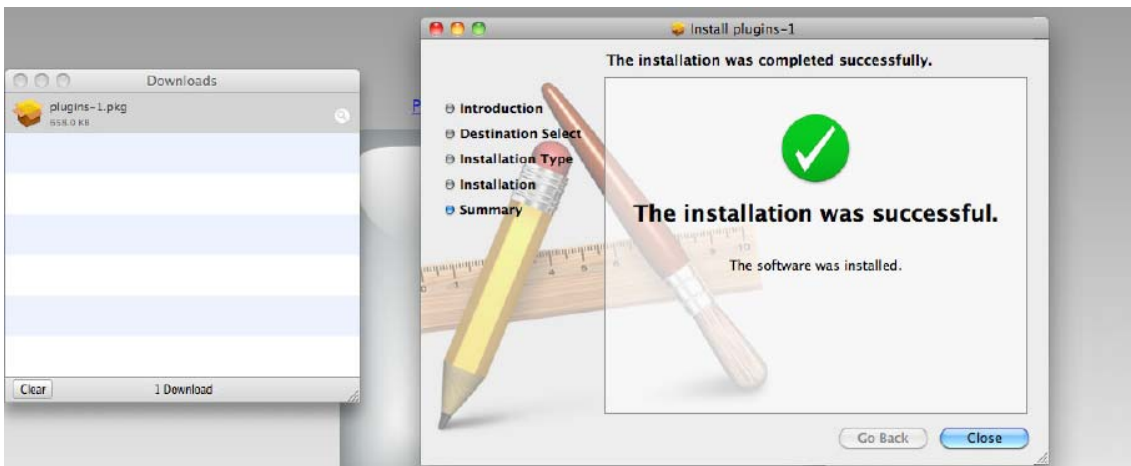 Downloads
plugins-1.pkg
658.0 KB
Clear
1 Download
P
Install plugins-1
The installation was completed successfully.
Introduction
Destination Select
Installation Type
Installation
Summary
The installation was successful.
The software was installed.
Go Back
Close